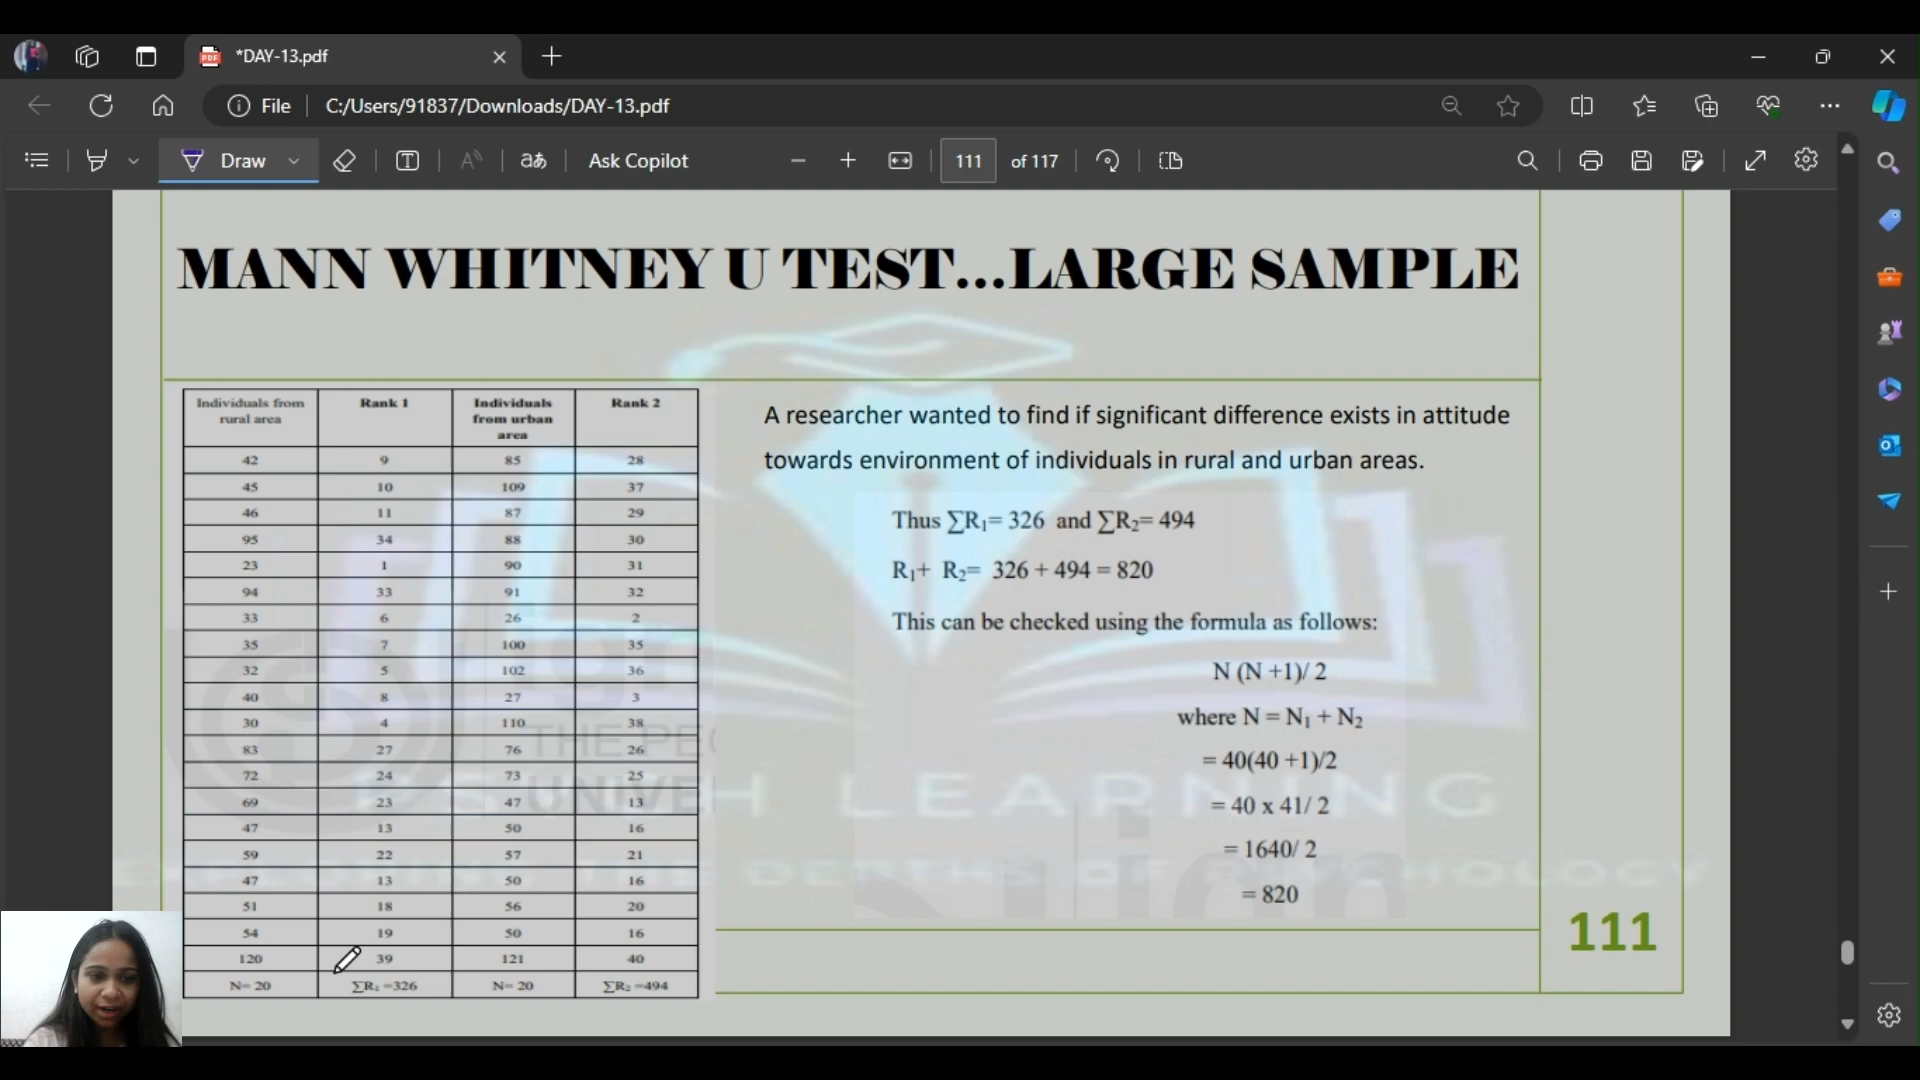 *DAY-13.pdf
File C:/Users/91837/Downloads/DAY-13.pdf
Draw aあ Ask Copilot 111 of 117
MANN WHITNEY U TEST...LARGE SAMPLE
Individuals from rural area Rank 1 Individuals from urban area Rank 2
42 9 85 28
45 10 109 37
46 11 87 29
95 34 88 30
23 1 90 31
94 33 91 32
33 6 26 2
35 7 100 35
32 5 102 36
40 8 27 3
30 4 110 38
83 27 76 26
72 24 73 25
69 23 47 13
47 13 50 16
59 22 57 21
47 13 50 16
51 18 56 20
54 19 50 16
120 39 121 40
N= 20 ∑R₁ =326 N= 20 ∑R₂ =494
A researcher wanted to find if significant difference exists in attitude
towards environment of individuals in rural and urban areas.
Thus ∑R₁= 326 and ∑R₂= 494
R₁+ R₂= 326 + 494 = 820
This can be checked using the formula as follows:
N (N +1)/ 2
where N = N₁ + N₂
= 40(40 +1)/2
= 40 x 41/ 2
= 1640/ 2
= 820
111